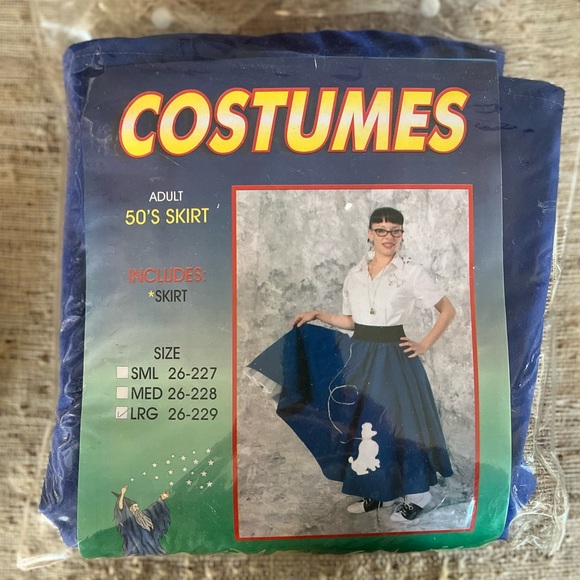 COSTUMES
ADULT
50'S SKIRT
INCLUDES:
*SKIRT
SIZE
SML 26-227
MED 26-228
LRG 26-229